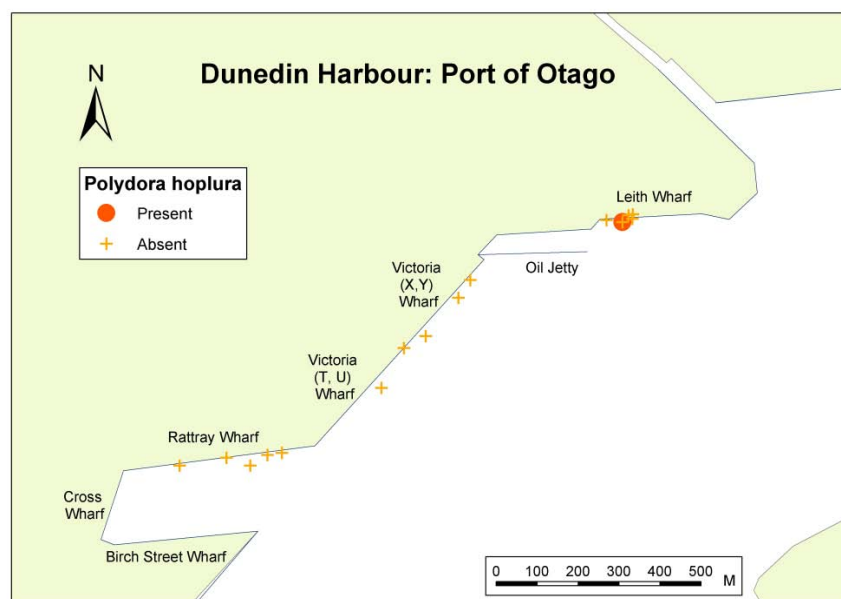 Dunedin Harbour: Port of Otago
N
Polydora hoplura
Present
Absent
Leith Wharf
Oil Jetty
Victoria
(X,Y)
Wharf
Victoria
(T, U)
Wharf
Rattray Wharf
Cross
Wharf
Birch Street Wharf
0 100 200 300 400 500
M